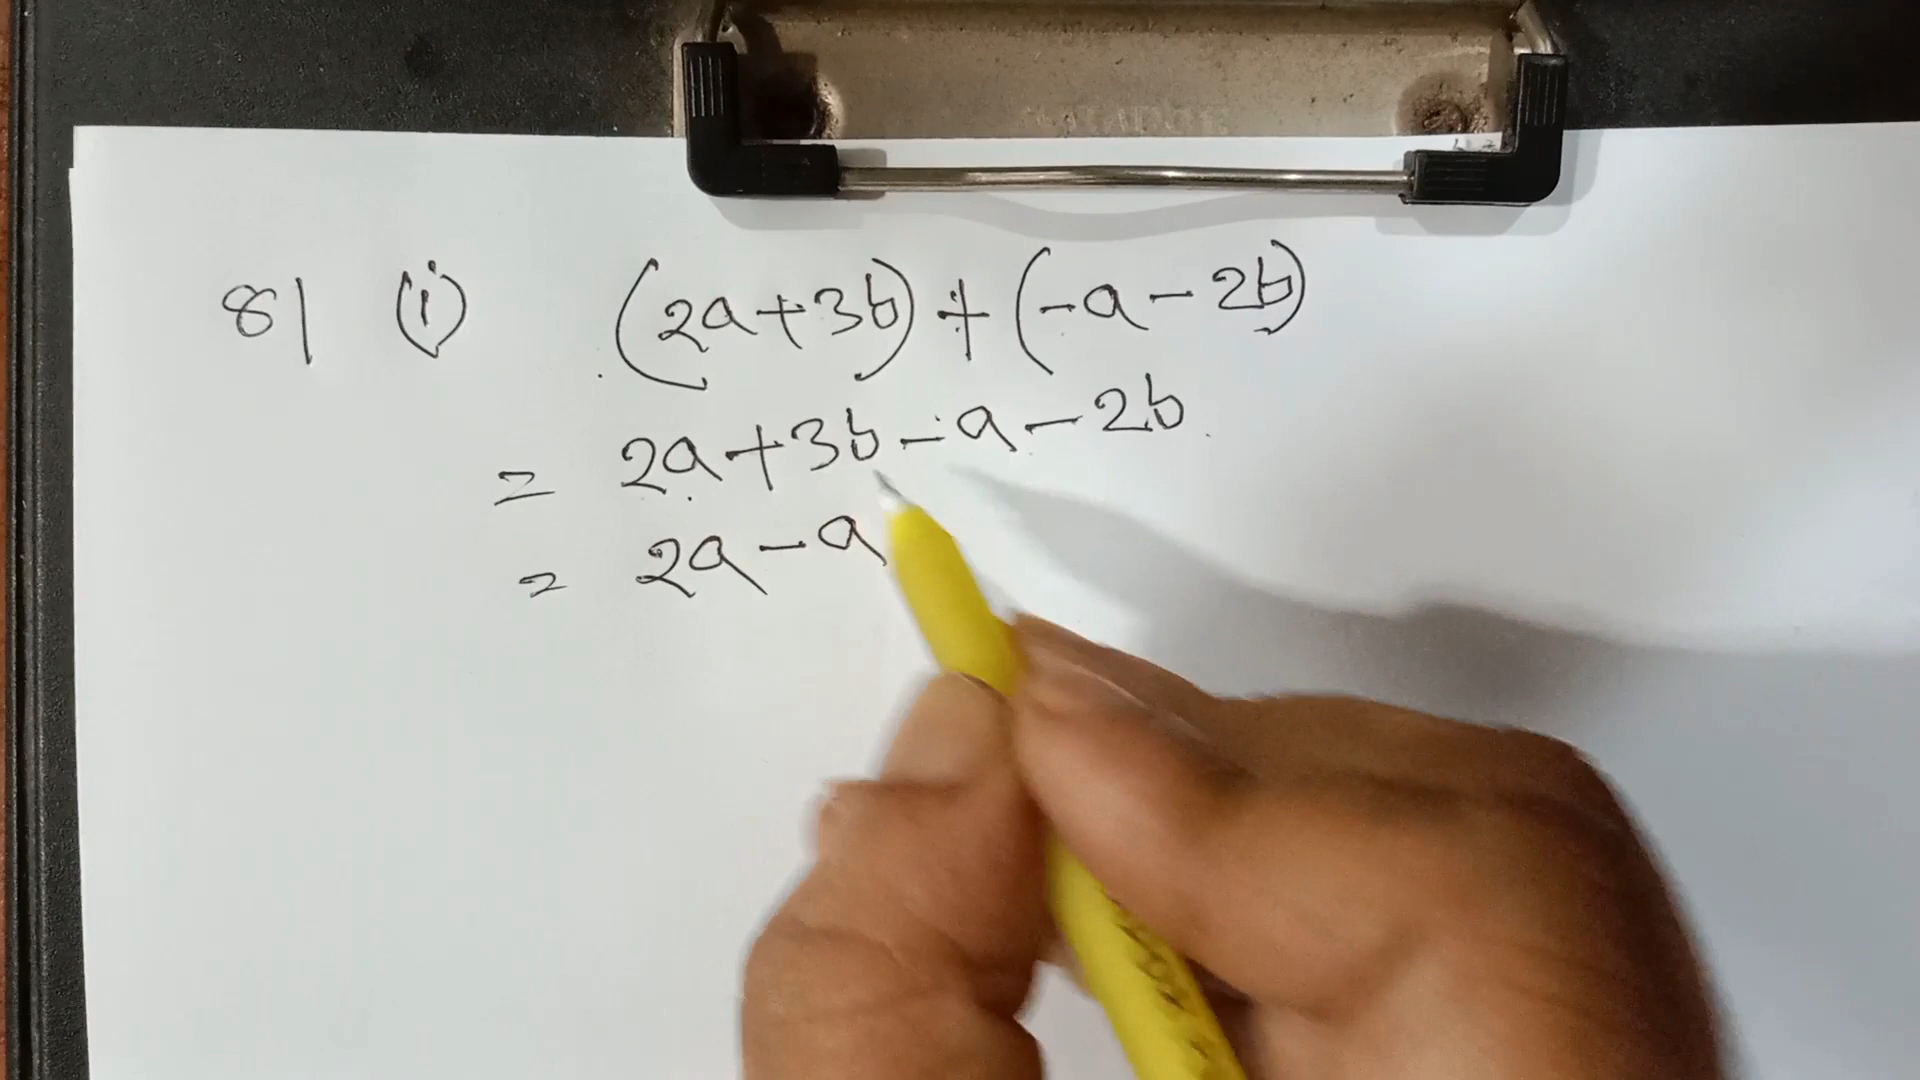 8| (i) (2a+3b)+(-a-2b)
= 2a+3b-a-2b
= 2a-a